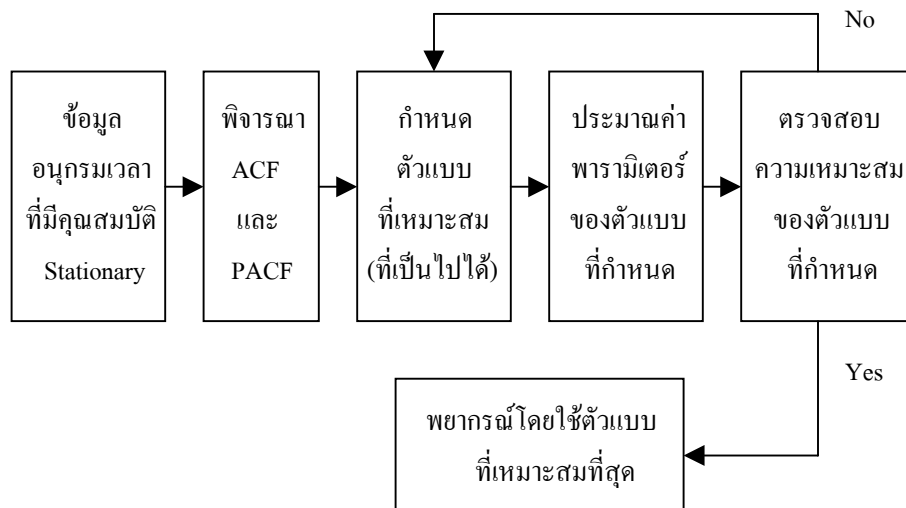 No
ข้อมูล
อนุกรมเวลา
ที่มีคุณสมบัติ
Stationary
พิจารณา
ACF
และ
PACF
กำหนด
ตัวแบบ
ที่เหมาะสม
(ที่เป็นไปได้)
ประมาณค่า
พารามิเตอร์
ของตัวแบบ
ที่กำหนด
ตรวจสอบ
ความเหมาะสม
ของตัวแบบ
ที่กำหนด
Yes
พยากรณ์โดยใช้ตัวแบบ
ที่เหมาะสมที่สุด